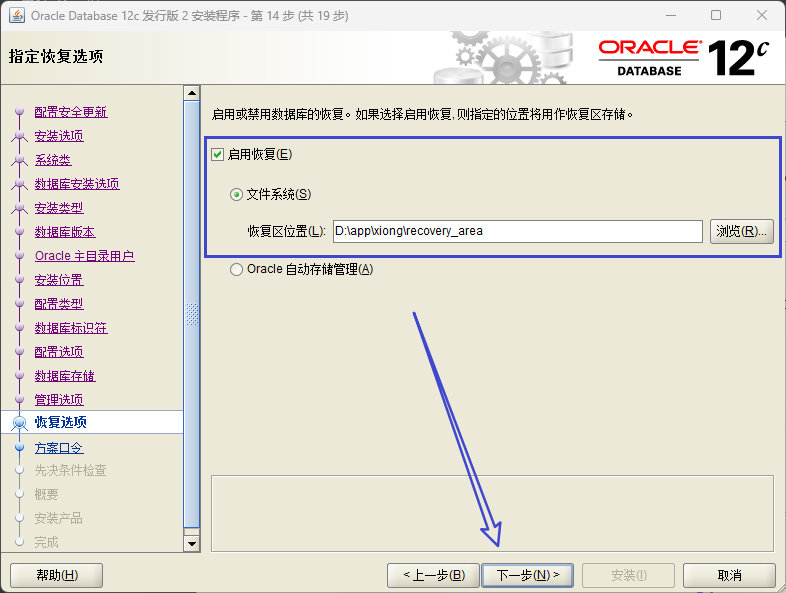 Oracle Database 12c 发行版 2 安装程序 - 第 14 步 (共 19 步)
指定恢复选项
ORACLE
DATABASE
12c
配置安全更新
安装选项
系统类
数据库安装选项
安装类型
数据库版本
Oracle 主目录用户
安装位置
配置类型
数据库标识符
配置选项
数据库存储
管理选项
恢复选项
方案口令
先决条件检查
概要
安装产品
完成
启用或禁用数据库的恢复。如果选择启用恢复, 则指定的位置将用作恢复区存储。
启用恢复(E)
文件系统(S)
恢复区位置(L): D:\app\xiong\recovery_area 浏览(R)...
Oracle 自动存储管理(A)
帮助(H) < 上一步(B) 下一步(N) > 安装(I) 取消